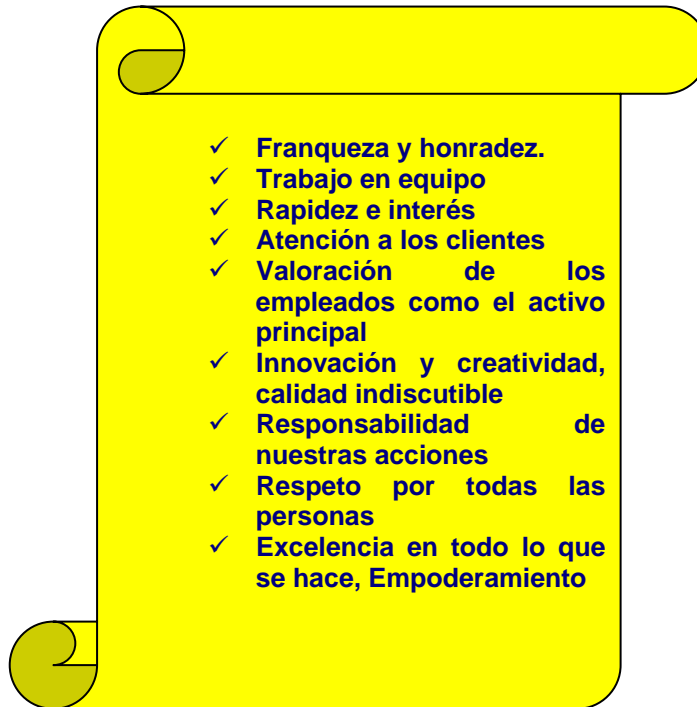 ✓ Franqueza y honradez.
✓ Trabajo en equipo
✓ Rapidez e interés
✓ Atención a los clientes
✓ Valoración de los
empleados como el activo
principal
✓ Innovación y creatividad,
calidad indiscutible
✓ Responsabilidad de
nuestras acciones
✓ Respeto por todas las
personas
✓ Excelencia en todo lo que
se hace, Empoderamiento